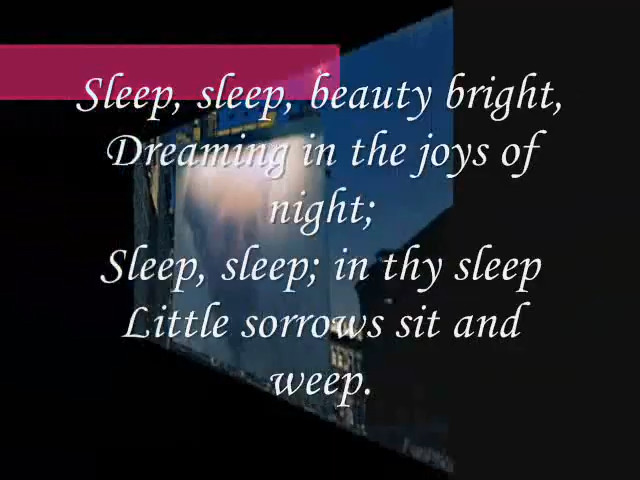 Sleep, sleep, beauty bright,
Dreaming in the joys of
night;
Sleep, sleep; in thy sleep
Little sorrows sit and
weep.